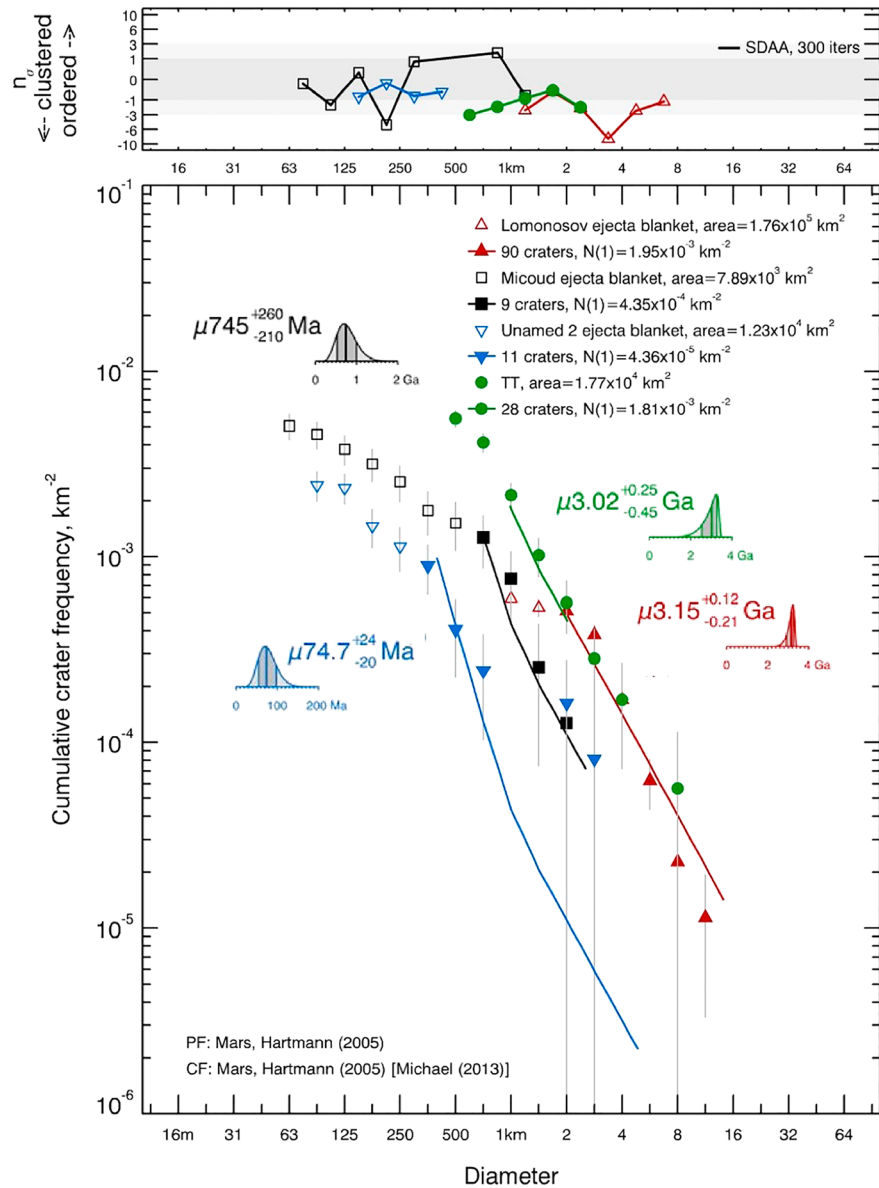 10
6
3
1
0
-1
-3
-6
-10
nσ
<-- clustered
ordered -->
SDAA, 300 iters
16 31 63 125 250 500 1km 2 4 8 16 32 64
10-1
10-2
10-3
10-4
10-5
10-6
Cumulative crater frequency, km-2
Lomonosov ejecta blanket, area=1.76x105 km2
90 craters, N(1)=1.95x10-3 km-2
Micoud ejecta blanket, area=7.89x103 km2
9 craters, N(1)=4.35x10-4 km-2
Unamed 2 ejecta blanket, area=1.23x104 km2
11 craters, N(1)=4.36x10-5 km-2
TT, area=1.77x104 km2
28 craters, N(1)=1.81x10-3 km-2
μ745 +260 -210 Ma
0 1 2 Ga
μ3.02 +0.25 -0.45 Ga
0 2 4 Ga
μ3.15 +0.12 -0.21 Ga
0 2 4 Ga
μ74.7 +24 -20 Ma
0 100 200 Ma
PF: Mars, Hartmann (2005)
CF: Mars, Hartmann (2005) [Michael (2013)]
16m 31 63 125 250 500 1km 2 4 8 16 32 64
Diameter